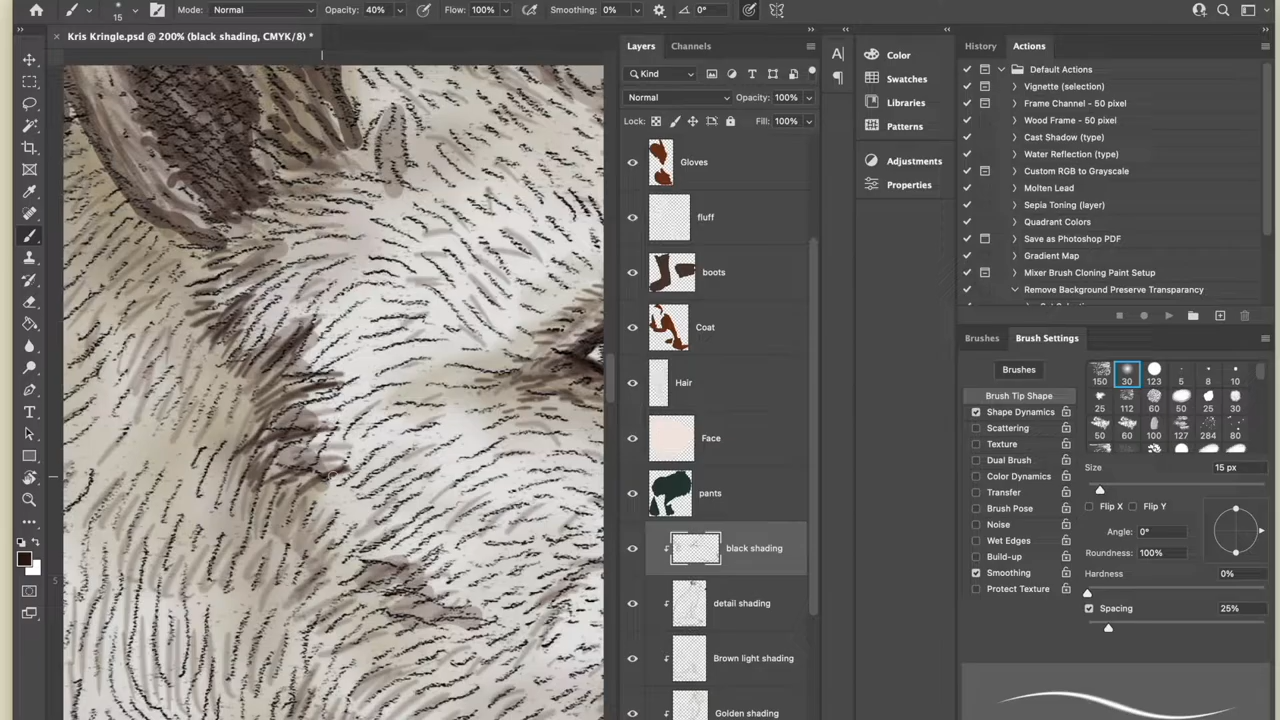 15
Mode: Normal Opacity: 40% Flow: 100% Smoothing: 0% 0°
Kris Kringle.psd @ 200% (black shading, CMYK/8) *
5
Layers Channels
Kind
Normal Opacity: 100%
Lock: Fill: 100%
Gloves
fluff
boots
Coat
Hair
Face
pants
black shading
detail shading
Brown light shading
Golden shading
Color
Swatches
Libraries
Patterns
Adjustments
Properties
History Actions
Default Actions
Vignette (selection)
Frame Channel - 50 pixel
Wood Frame - 50 pixel
Cast Shadow (type)
Water Reflection (type)
Custom RGB to Grayscale
Molten Lead
Sepia Toning (layer)
Quadrant Colors
Save as Photoshop PDF
Gradient Map
Mixer Brush Cloning Paint Setup
Remove Background Preserve Transparency
Brushes Brush Settings
Brushes
Brush Tip Shape
Shape Dynamics
Scattering
Texture
Dual Brush
Color Dynamics
Transfer
Brush Pose
Noise
Wet Edges
Build-up
Smoothing
Protect Texture
150 30 123 5 8 10
25 112 60 50 25 30
50 60 100 127 284 80
Size 15 px
Flip X Flip Y
Angle: 0°
Roundness: 100%
Hardness 0%
Spacing 25%